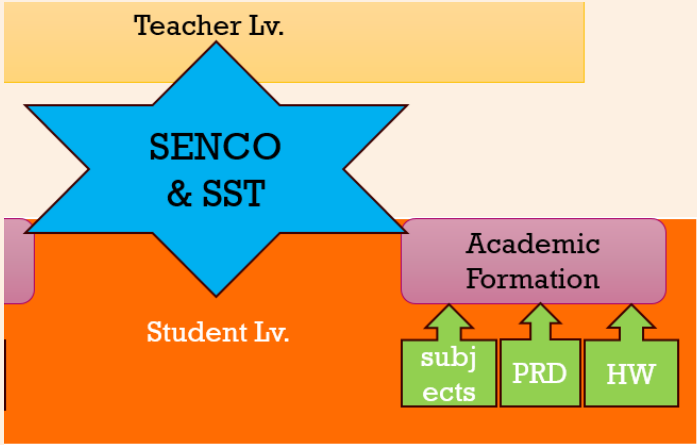 Teacher Lv.
SENCO
& SST
Academic
Formation
Student Lv.
subj
ects
PRD
HW